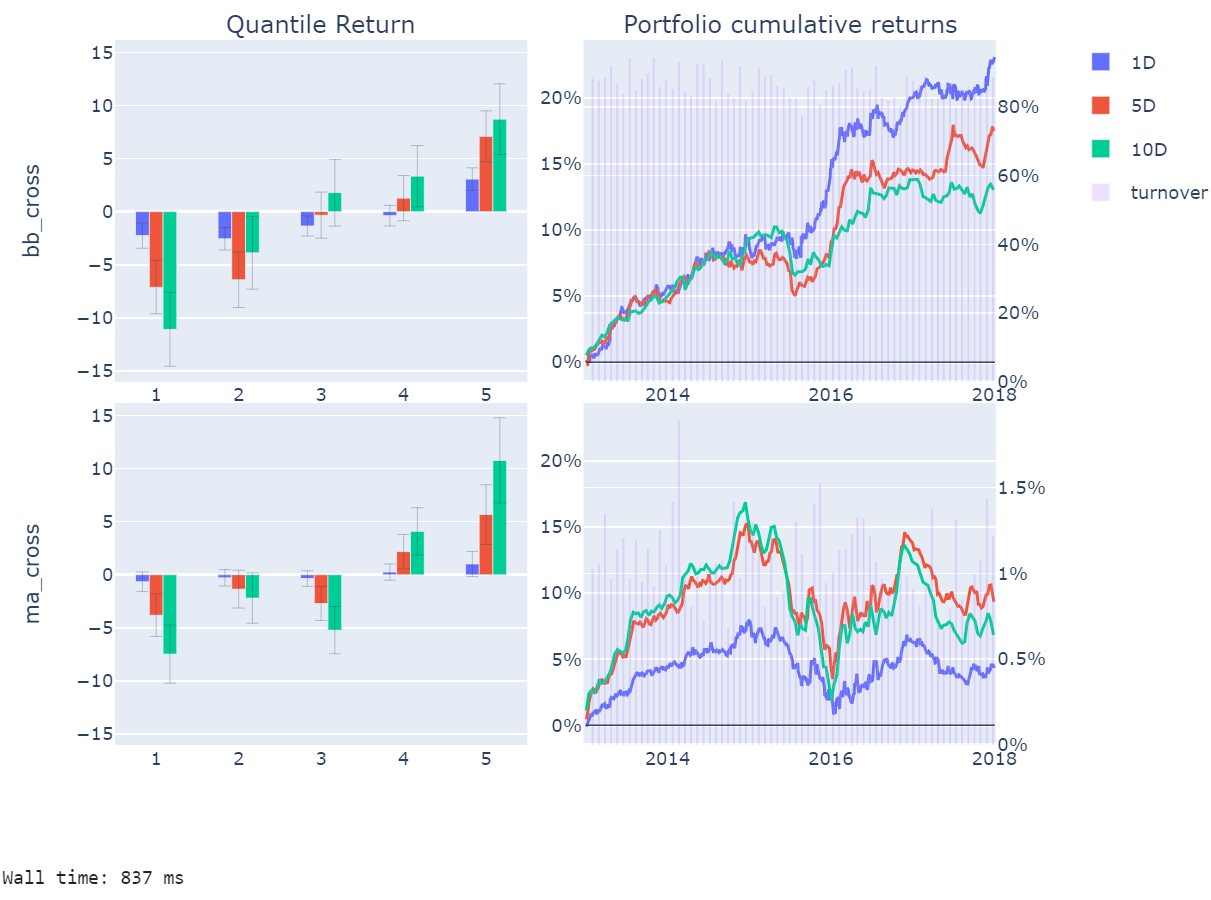 Quantile Return
Portfolio cumulative returns
bb_cross
15
10
5
0
−5
−10
−15
1 2 3 4 5
20%
15%
10%
5%
0%
80%
60%
40%
20%
0%
2014 2016 2018
1D
5D
10D
turnover
ma_cross
15
10
5
0
−5
−10
−15
1 2 3 4 5
20%
15%
10%
5%
0%
1.5%
1%
0.5%
0%
2014 2016 2018
Wall time: 837 ms